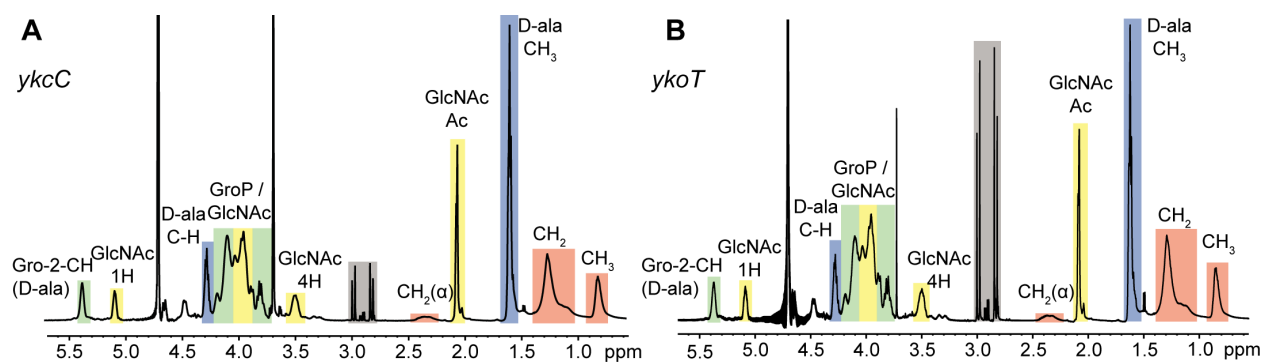 A
ykcC
Gro-2-CH
(D-ala)
GlcNAc
1H
D-ala
C-H
GroP /
GlcNAc
GlcNAc
4H
CH₂(α)
GlcNAc
Ac
D-ala
CH₃
CH₂
CH₃
5.5 5.0 4.5 4.0 3.5 3.0 2.5 2.0 1.5 1.0 ppm
B
ykoT
Gro-2-CH
(D-ala)
GlcNAc
1H
D-ala
C-H
GroP /
GlcNAc
GlcNAc
4H
CH₂(α)
GlcNAc
Ac
D-ala
CH₃
CH₂
CH₃
5.5 5.0 4.5 4.0 3.5 3.0 2.5 2.0 1.5 1.0 ppm